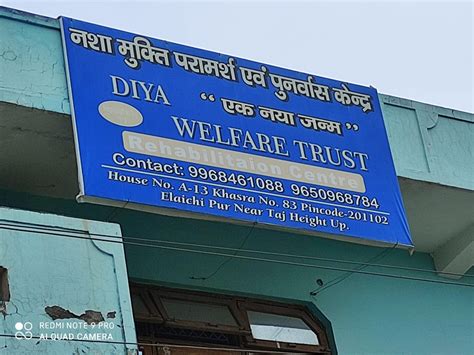 नशा मुक्ति परामर्श एवं पुनर्वास केन्द्र
DIYA “एक नया जन्म”
WELFARE TRUST
Rehabilitaion Centre
Contact: 9968461088 9650968784
House No. A-13 Khasra No. 83 Pincode-201102
Elaichi Pur Near Taj Height Up.
REDMI NOTE 9 PRO
AI QUAD CAMERA